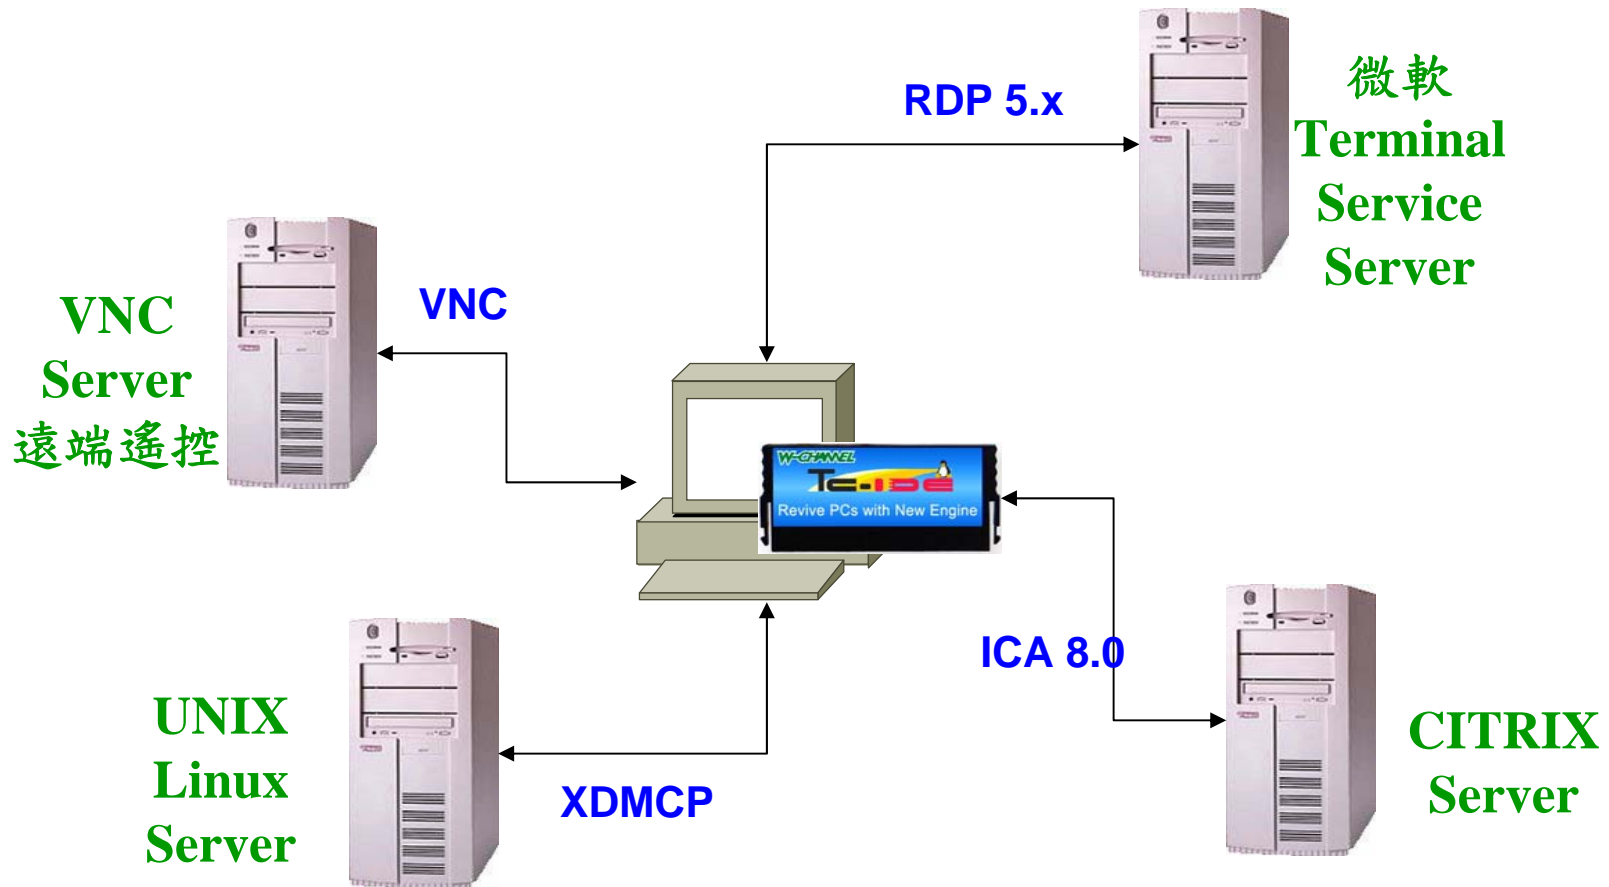 RDP 5.x
微軟
Terminal
Service
Server
VNC
VNC
Server
遠端遙控
W-CHANNEL
TC-IDE
Revive PCs with New Engine
ICA 8.0
UNIX
Linux
Server
XDMCP
CITRIX
Server